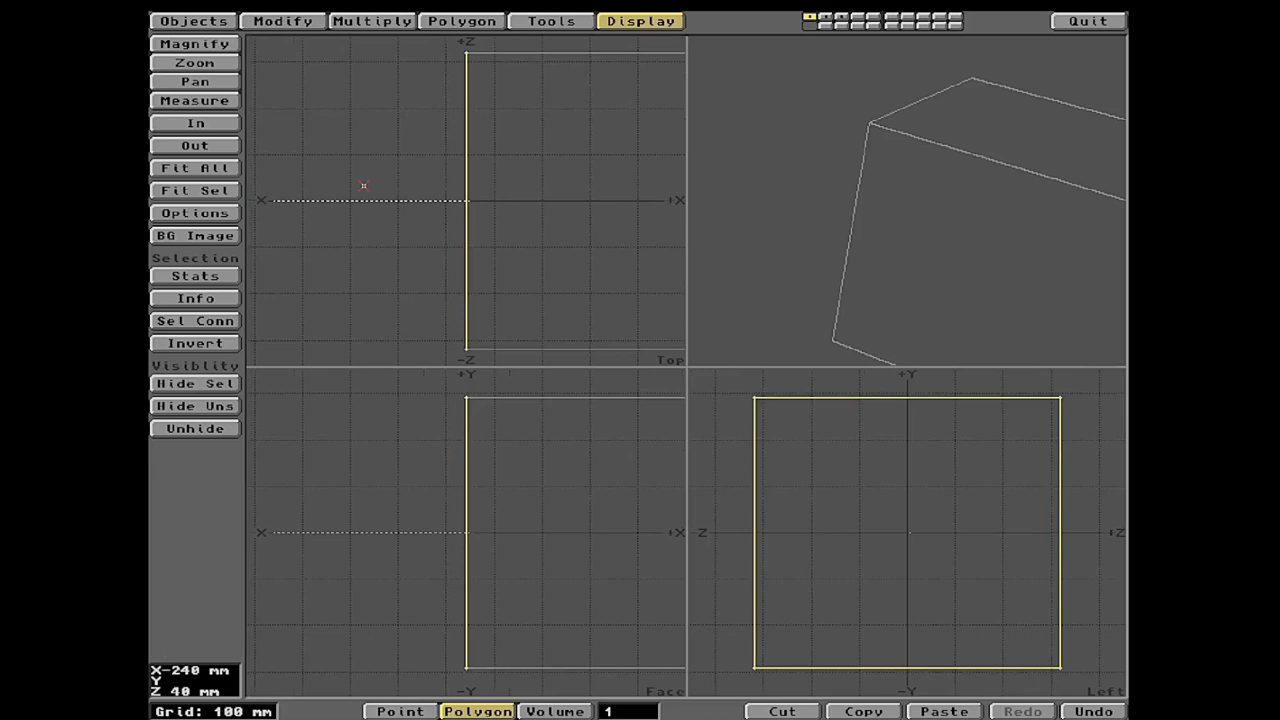 Objects Modify Multiply Polygon Tools Display Quit
Magnify
Zoom
Pan
Measure
In
Out
Fit All
Fit Sel
Options
BG Image
Selection
Stats
Info
Sel Conn
Invert
Visiblity
Hide Sel
Hide Uns
Unhide
+Z
X +X
-Z Top
+Y +Y
X +X Z +Z
-Y Face -Y Left
X-240 mm
Y
Z 40 mm
Grid: 100 mm Point Polygon Volume 1 Cut Copy Paste Redo Undo